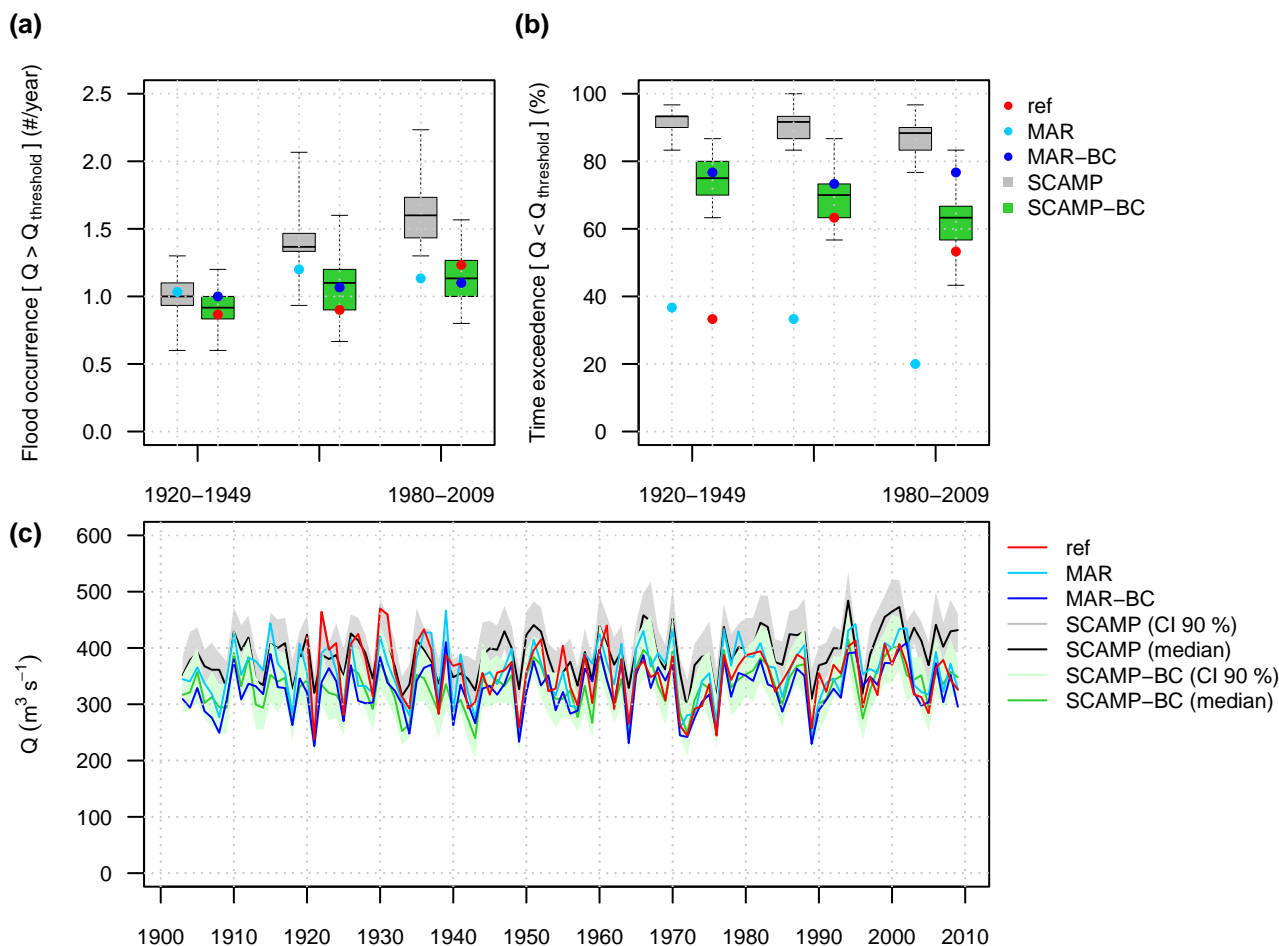 (a)
(b)
Flood occurrence [ Q > Q_threshold ] (#/year)
2.5
2.0
1.5
1.0
0.5
0.0
1920−1949
1980−2009
Time exceedence [ Q < Q_threshold ] (%)
100
80
60
40
20
0
1920−1949
1980−2009
ref
MAR
MAR−BC
SCAMP
SCAMP−BC
(c)
Q (m³ s⁻¹)
600
500
400
300
200
100
0
1900 1910 1920 1930 1940 1950 1960 1970 1980 1990 2000 2010
ref
MAR
MAR−BC
SCAMP (CI 90 %)
SCAMP (median)
SCAMP−BC (CI 90 %)
SCAMP−BC (median)